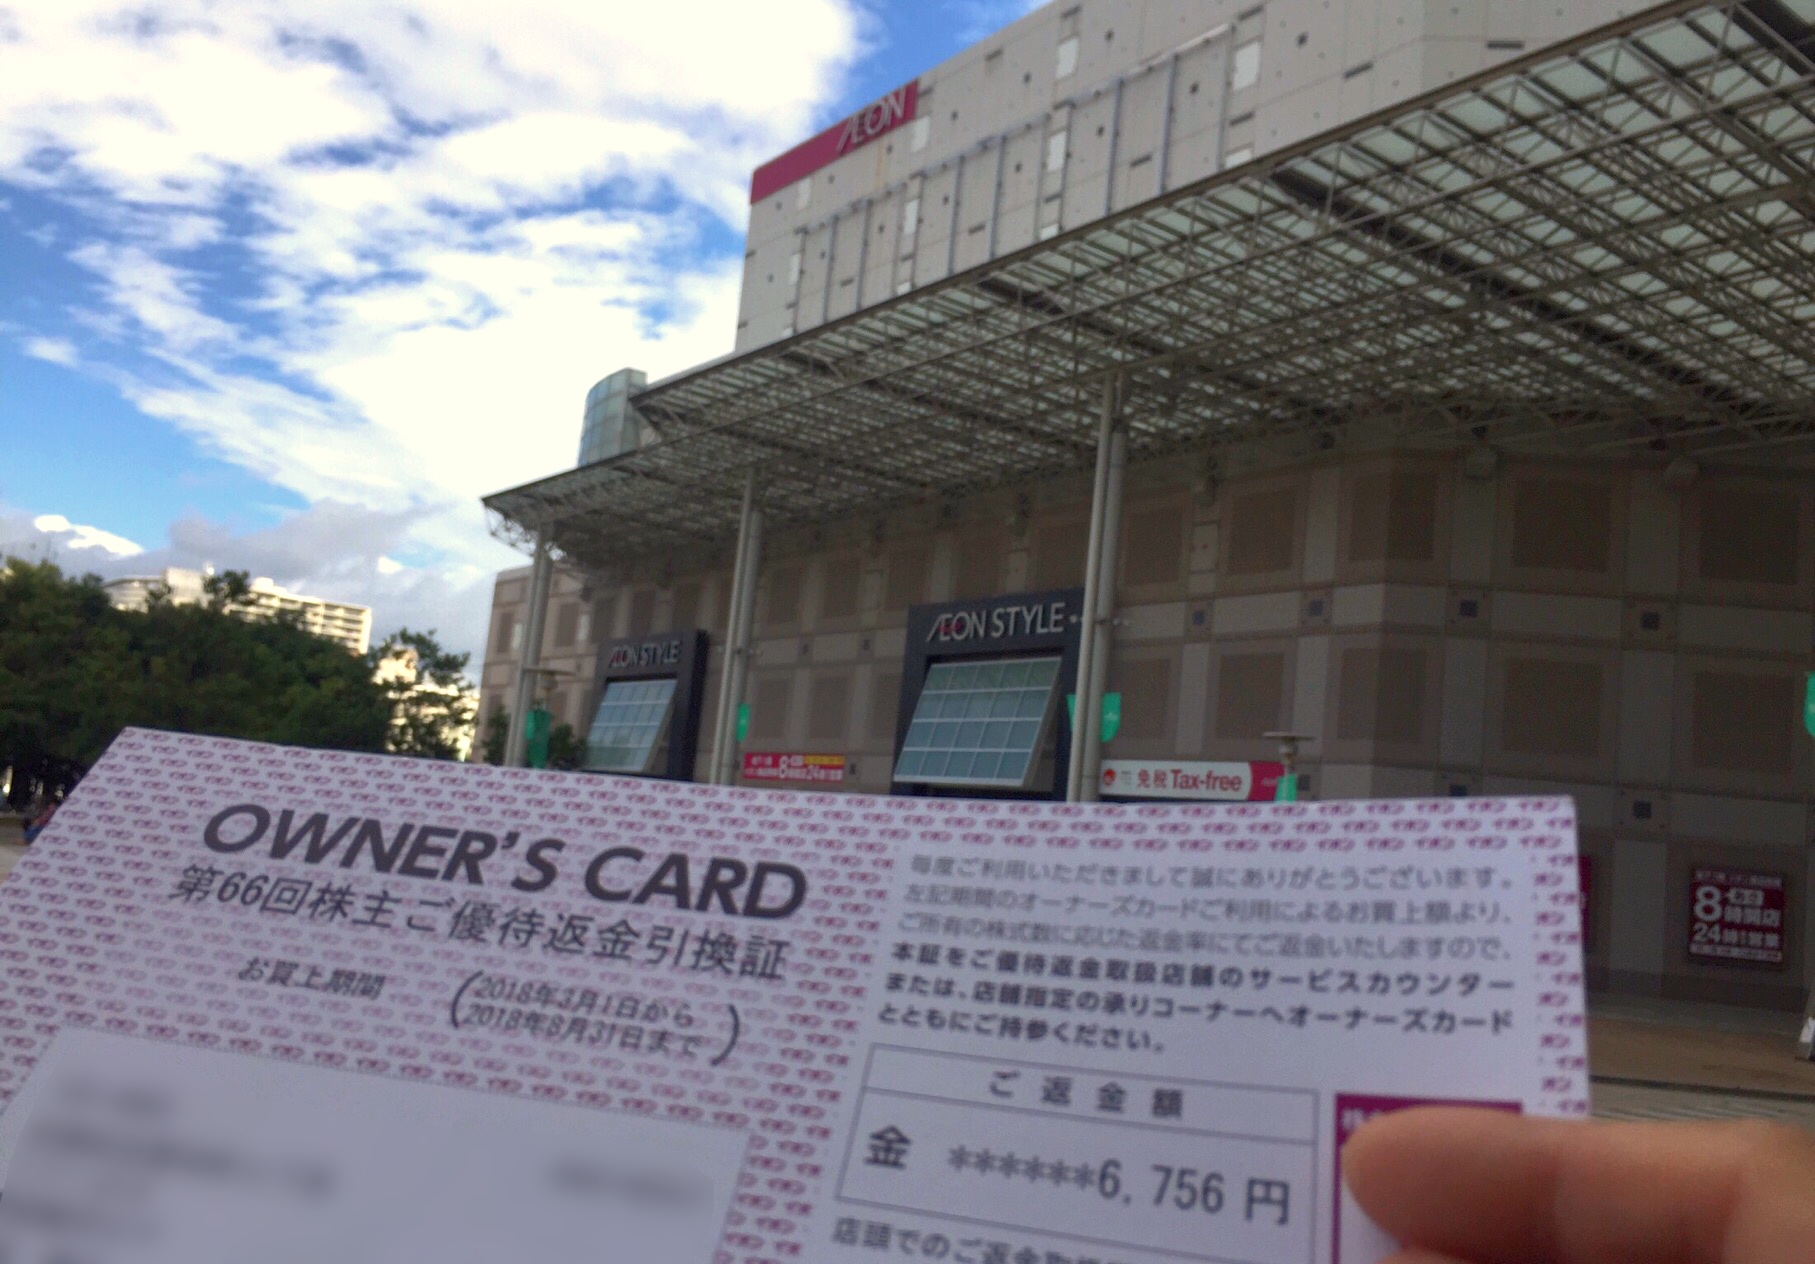 ÆON
ÆON STYLE
ÆON STYLE
免税 Tax-free
8時開店
24時
営業
OWNER'S CARD
第66回株主ご優待返金引換証
お買上期間
2018年3月1日から
2018年8月31日まで
毎度ご利用いただきまして誠にありがとうございます。
左記期間のオーナーズカードご利用によるお買上額より、
ご所有の株式数に応じた返金率にてご返金いたしますので、
本証をご優待返金取扱店舗のサービスカウンター
または、店舗指定の承りコーナーへオーナーズカード
とともにご持参ください。
ご返金額
金 ******6,756円
店頭でのご返金取扱